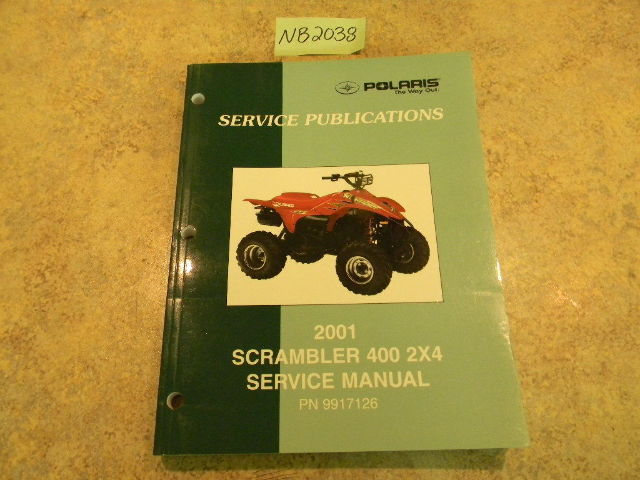 NB2038
POLARIS
The Way Out.
SERVICE PUBLICATIONS
2001
SCRAMBLER 400 2X4
SERVICE MANUAL
PN 9917126